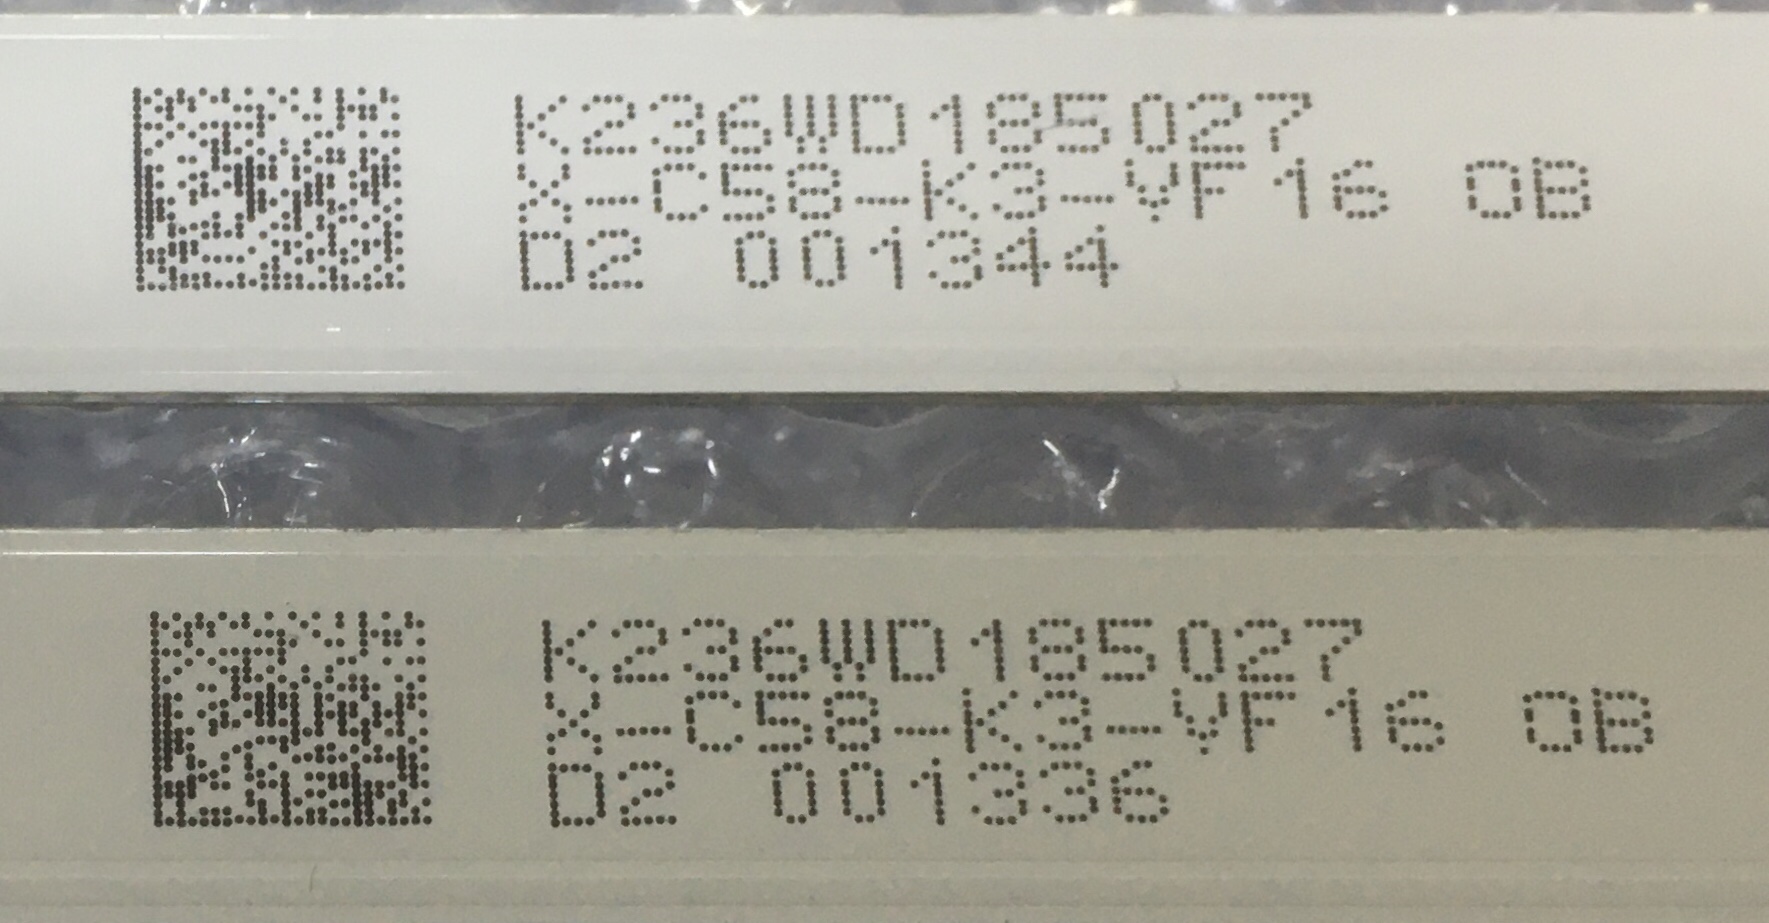 K236WD185027
X-C58-K3-VF16 0B
D2 001344
K236WD185027
X-C58-K3-VF16 0B
D2 001336